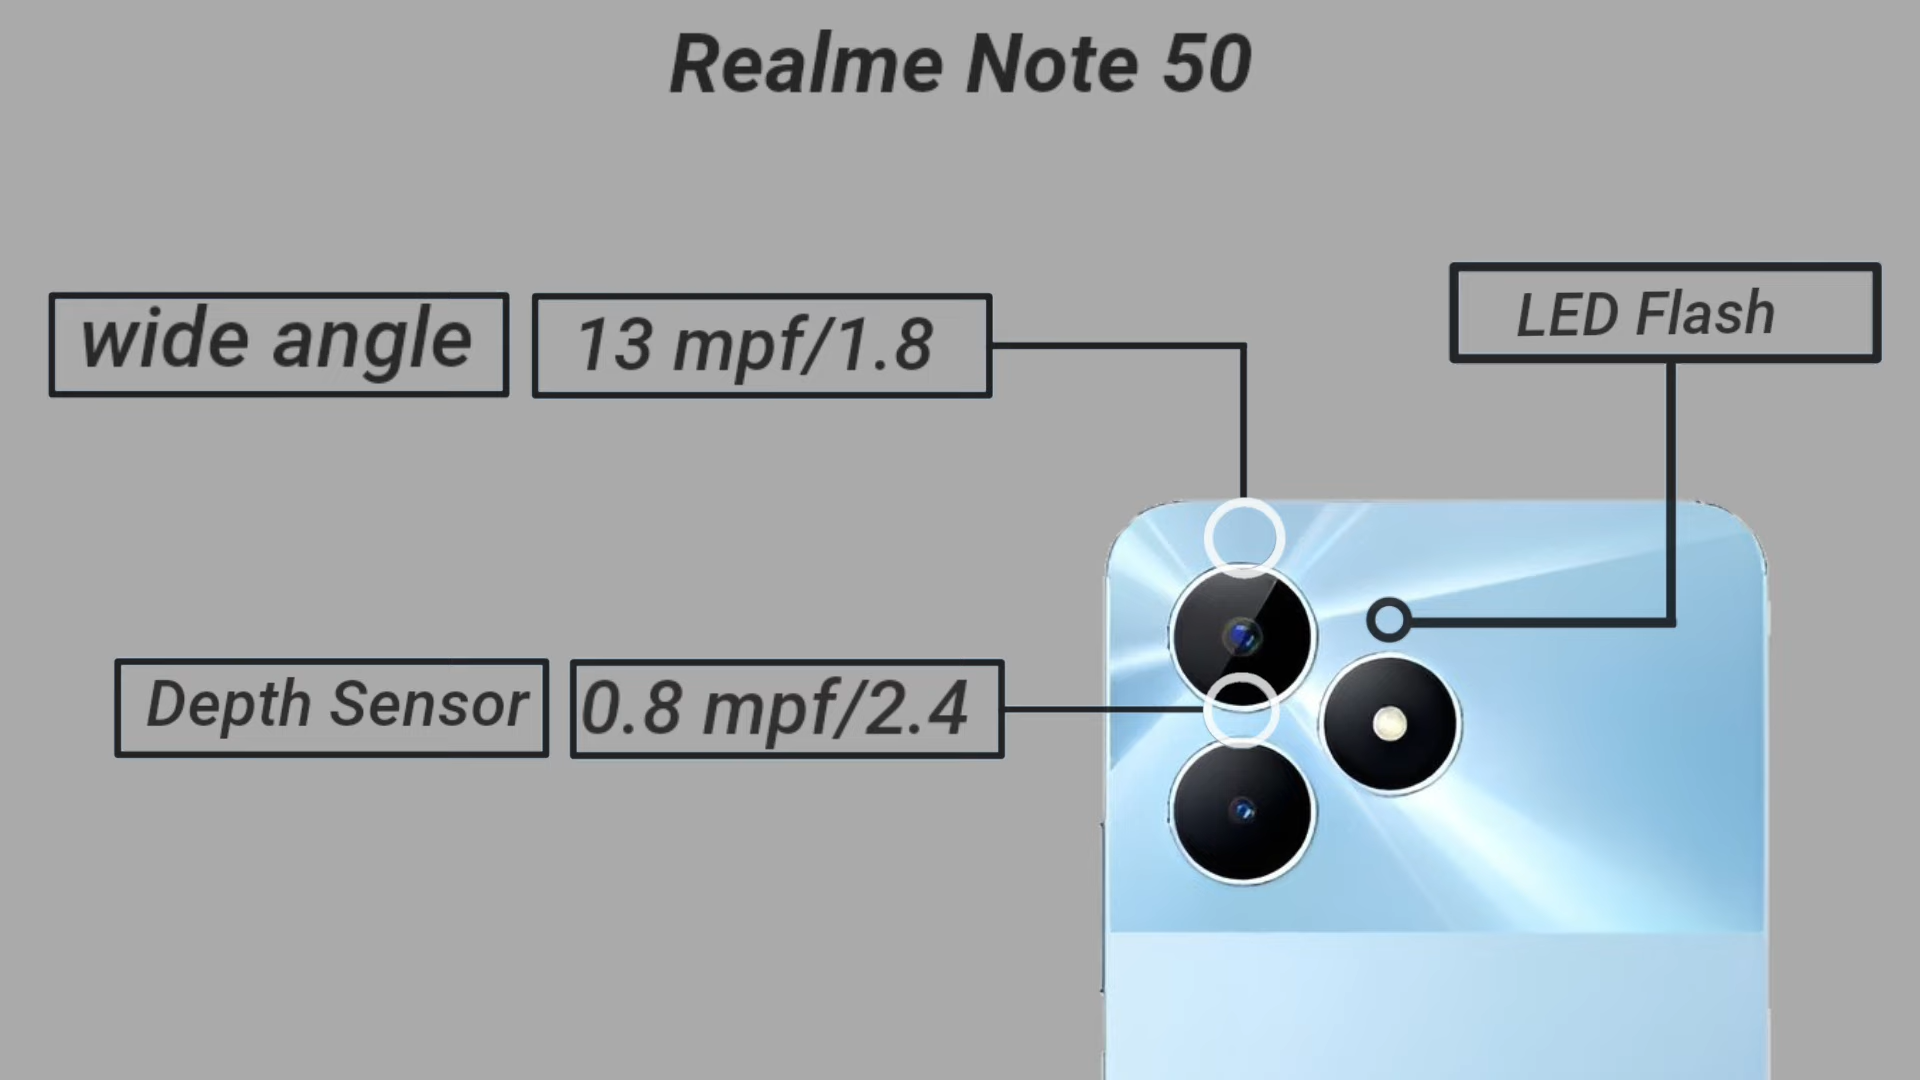 Realme Note 50
LED Flash
wide angle
13 mpf/1.8
Depth Sensor
0.8 mpf/2.4